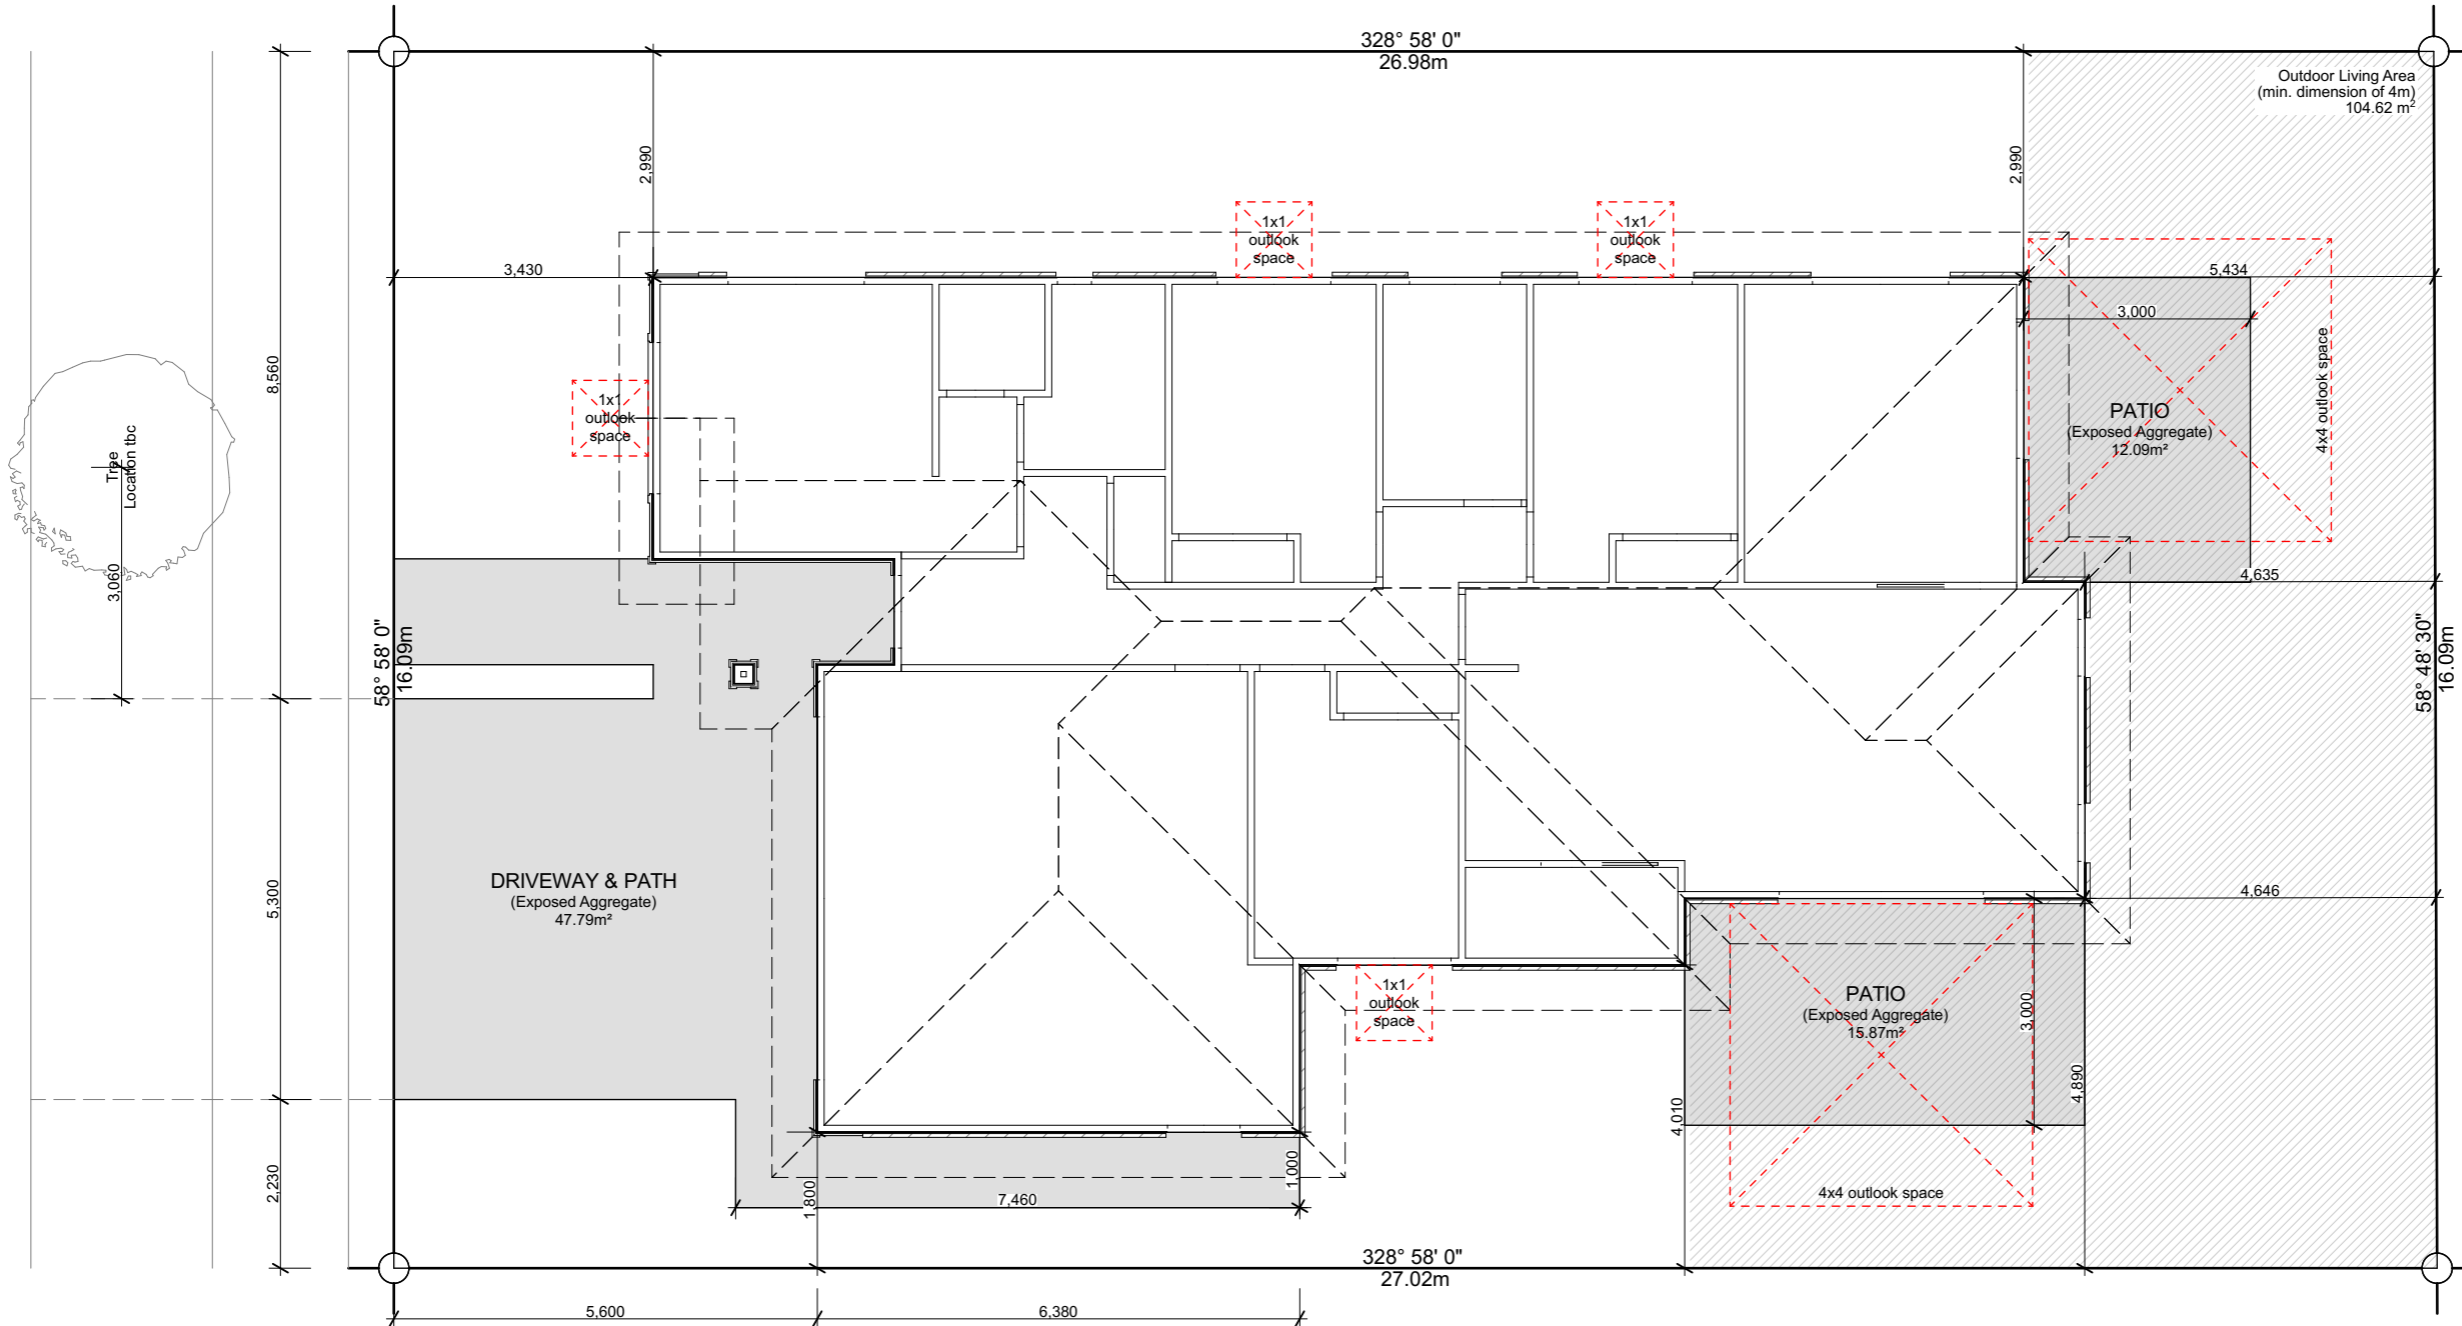 328° 58' 0"
26.98m
Outdoor Living Area
(min. dimension of 4m)
104.62 m²
2,990
2,990
1x1
outlook
space
1x1
outlook
space
3,430
5,434
3,000
8,560
4x4 outlook space
1x1
outlook
space
PATIO
(Exposed Aggregate)
12.09m²
Tree
Location tbc
3,060
4,635
58° 58' 0"
16.09m
58° 48' 30"
16.09m
DRIVEWAY & PATH
(Exposed Aggregate)
47.79m²
5,300
4,646
1x1
outlook
space
PATIO
(Exposed Aggregate)
15.87m²
3,000
4,890
4,010
2,230
1,800
1,000
7,460
4x4 outlook space
328° 58' 0"
27.02m
5,600
6,380